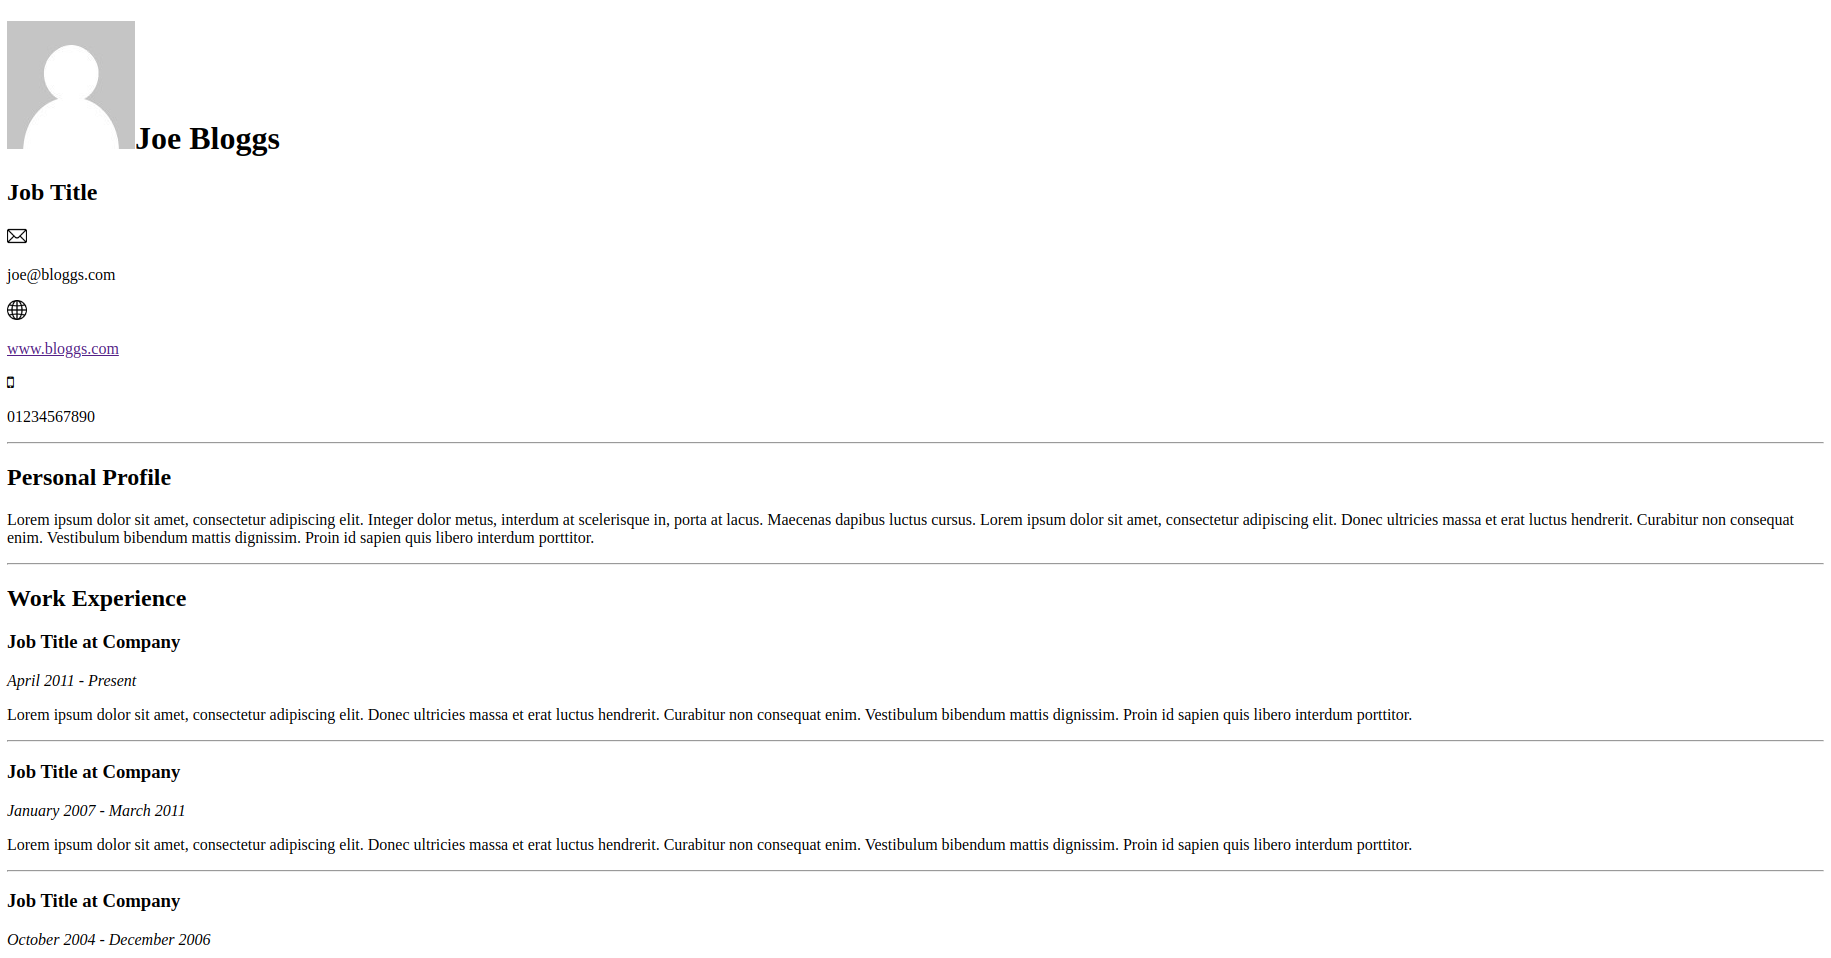 Joe Bloggs
Job Title
joe@bloggs.com
www.bloggs.com
01234567890
Personal Profile
Lorem ipsum dolor sit amet, consectetur adipiscing elit. Integer dolor metus, interdum at scelerisque in, porta at lacus. Maecenas dapibus luctus cursus. Lorem ipsum dolor sit amet, consectetur adipiscing elit. Donec ultricies massa et erat luctus hendrerit. Curabitur non consequat
enim. Vestibulum bibendum mattis dignissim. Proin id sapien quis libero interdum porttitor.
Work Experience
Job Title at Company
April 2011 - Present
Lorem ipsum dolor sit amet, consectetur adipiscing elit. Donec ultricies massa et erat luctus hendrerit. Curabitur non consequat enim. Vestibulum bibendum mattis dignissim. Proin id sapien quis libero interdum porttitor.
Job Title at Company
January 2007 - March 2011
Lorem ipsum dolor sit amet, consectetur adipiscing elit. Donec ultricies massa et erat luctus hendrerit. Curabitur non consequat enim. Vestibulum bibendum mattis dignissim. Proin id sapien quis libero interdum porttitor.
Job Title at Company
October 2004 - December 2006